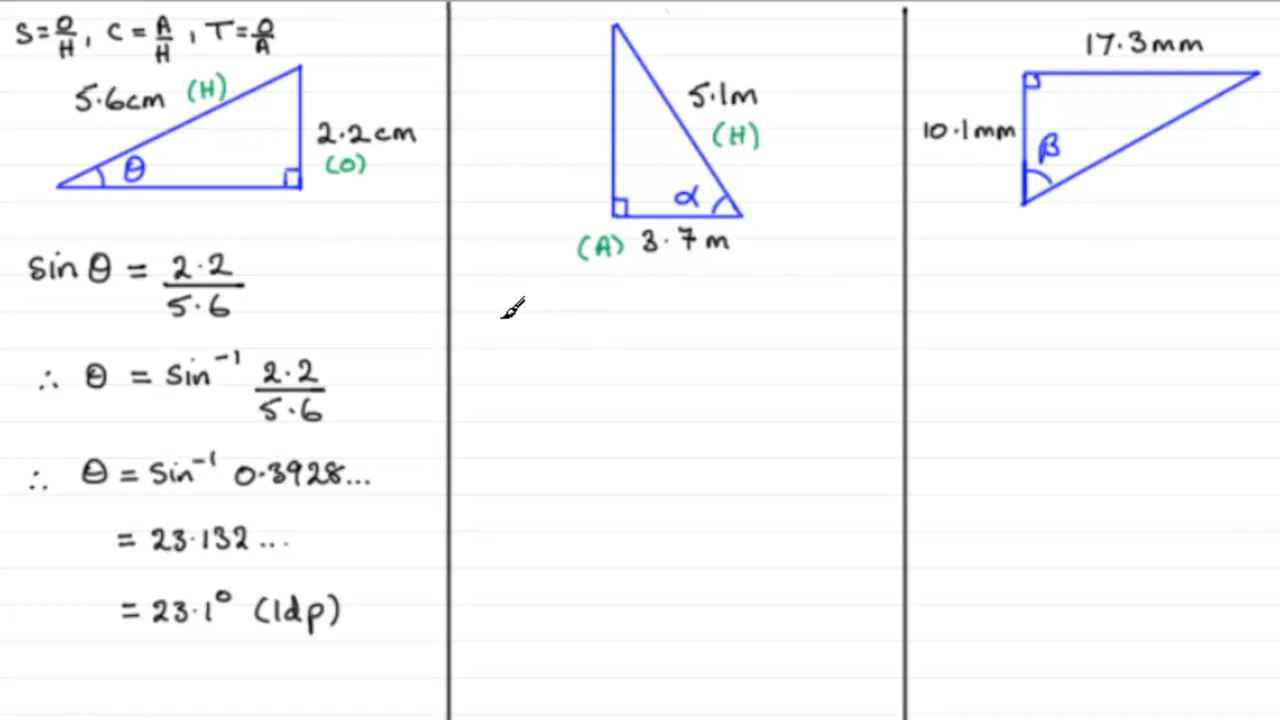 S = O/H, C = A/H, T = O/A
5.6cm (H)
2.2cm
(O)
θ
sin θ = 2.2/5.6
∴ θ = sin⁻¹ 2.2/5.6
∴ θ = sin⁻¹ 0.3928...
= 23.132...
= 23.1° (1dp)
5.1m
(H)
α
(A) 3.7m
17.3mm
10.1mm
β